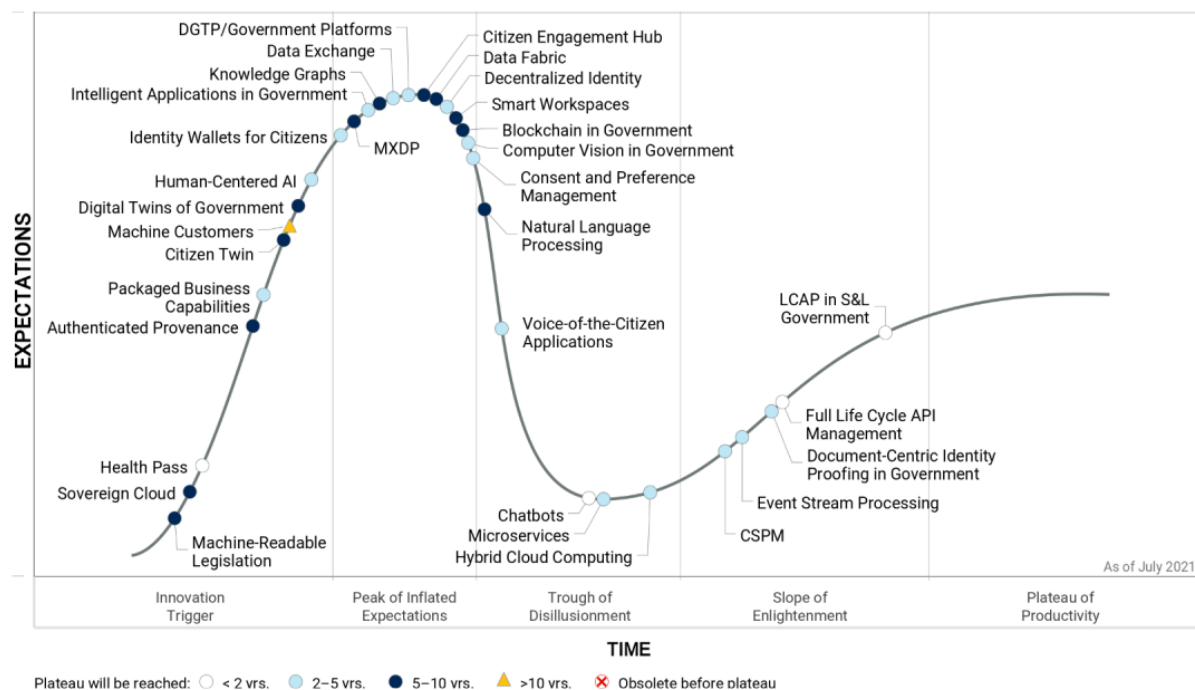 DGTP/Government Platforms
Data Exchange
Knowledge Graphs
Intelligent Applications in Government
Identity Wallets for Citizens
Human-Centered AI
Digital Twins of Government
Machine Customers
Citizen Twin
Packaged Business
Capabilities
Authenticated Provenance
Health Pass
Sovereign Cloud
Machine-Readable
Legislation
MXDP
Citizen Engagement Hub
Data Fabric
Decentralized Identity
Smart Workspaces
Blockchain in Government
Computer Vision in Government
Consent and Preference
Management
Natural Language
Processing
Voice-of-the-Citizen
Applications
Chatbots
Microservices
Hybrid Cloud Computing
LCAP in S&L
Government
Full Life Cycle API
Management
Document-Centric Identity
Proofing in Government
Event Stream Processing
CSPM
As of July 2021
EXPECTATIONS
Innovation
Trigger
Peak of Inflated
Expectations
Trough of
Disillusionment
Slope of
Enlightenment
Plateau of
Productivity
TIME
Plateau will be reached: < 2 yrs. 2–5 yrs. 5–10 yrs. >10 yrs. Obsolete before plateau